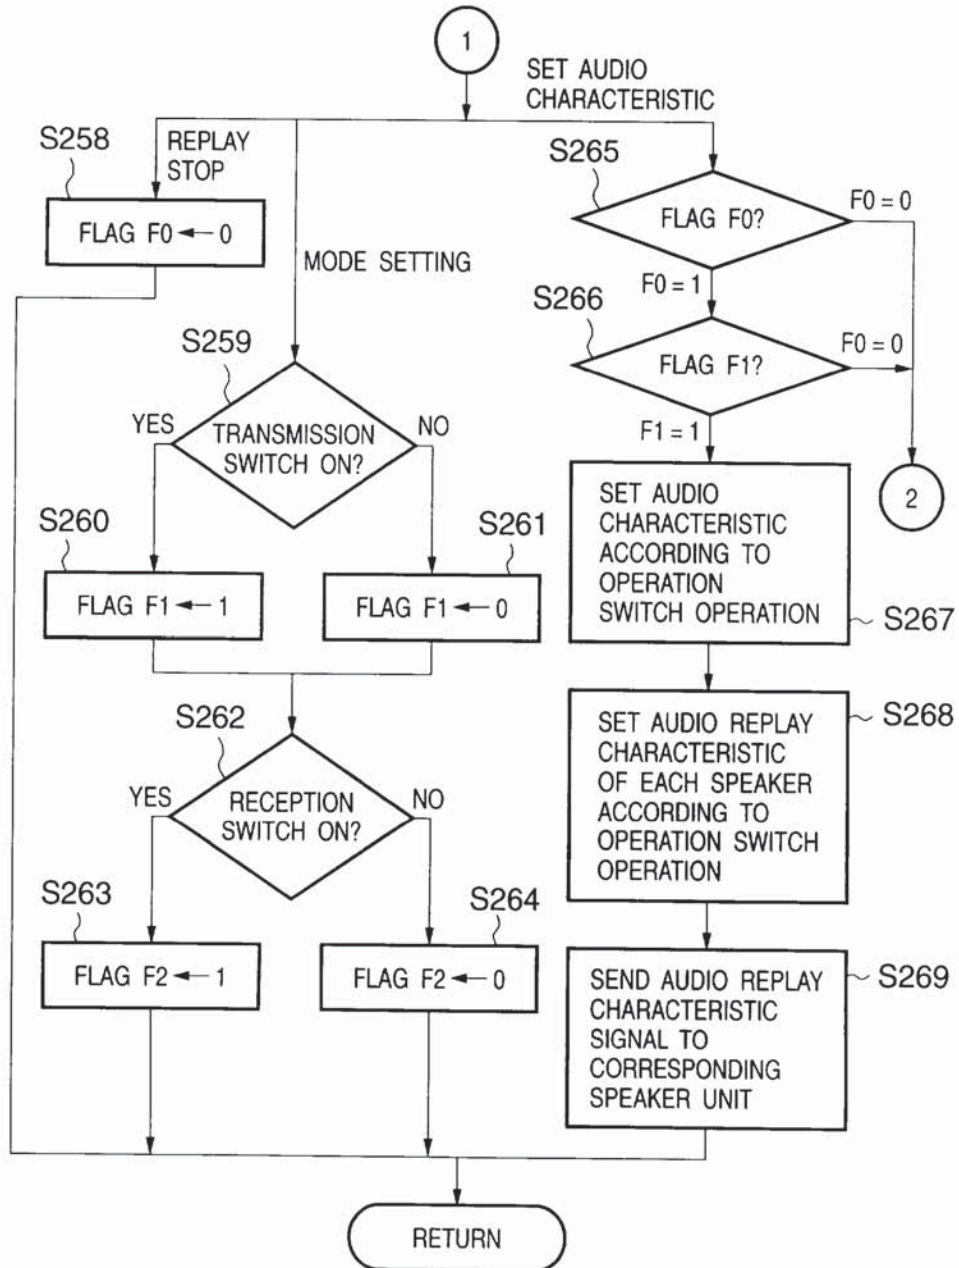 1
SET AUDIO
CHARACTERISTIC
S258
REPLAY
STOP
FLAG F0 ← 0
MODE SETTING
S259
YES
NO
TRANSMISSION
SWITCH ON?
S260
FLAG F1 ← 1
S261
FLAG F1 ← 0
S262
YES
NO
RECEPTION
SWITCH ON?
S263
FLAG F2 ← 1
S264
FLAG F2 ← 0
S265
FLAG F0?
F0 = 0
F0 = 1
S266
FLAG F1?
F0 = 0
F1 = 1
2
SET AUDIO
CHARACTERISTIC
ACCORDING TO
OPERATION
SWITCH OPERATION
S267
SET AUDIO REPLAY
CHARACTERISTIC
OF EACH SPEAKER
ACCORDING TO
OPERATION SWITCH
OPERATION
S268
SEND AUDIO REPLAY
CHARACTERISTIC
SIGNAL TO
CORRESPONDING
SPEAKER UNIT
S269
RETURN